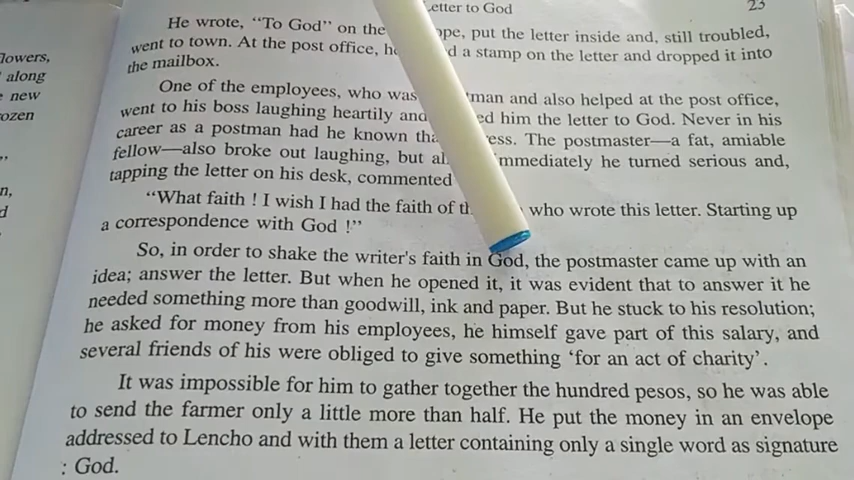 etter to God
23
He wrote, “To God” on the ope, put the letter inside and, still troubled,
went to town. At the post office, h d a stamp on the letter and dropped it into
the mailbox.
One of the employees, who was man and also helped at the post office,
went to his boss laughing heartily and ed him the letter to God. Never in his
career as a postman had he known tha ess. The postmaster—a fat, amiable
fellow—also broke out laughing, but al mmediately he turned serious and,
tapping the letter on his desk, commented
“What faith ! I wish I had the faith of th who wrote this letter. Starting up
a correspondence with God !”
So, in order to shake the writer's faith in God, the postmaster came up with an
idea; answer the letter. But when he opened it, it was evident that to answer it he
needed something more than goodwill, ink and paper. But he stuck to his resolution;
he asked for money from his employees, he himself gave part of this salary, and
several friends of his were obliged to give something ‘for an act of charity’.
It was impossible for him to gather together the hundred pesos, so he was able
to send the farmer only a little more than half. He put the money in an envelope
addressed to Lencho and with them a letter containing only a single word as signature
: God.
lowers,
along
new
ozen
n,
d